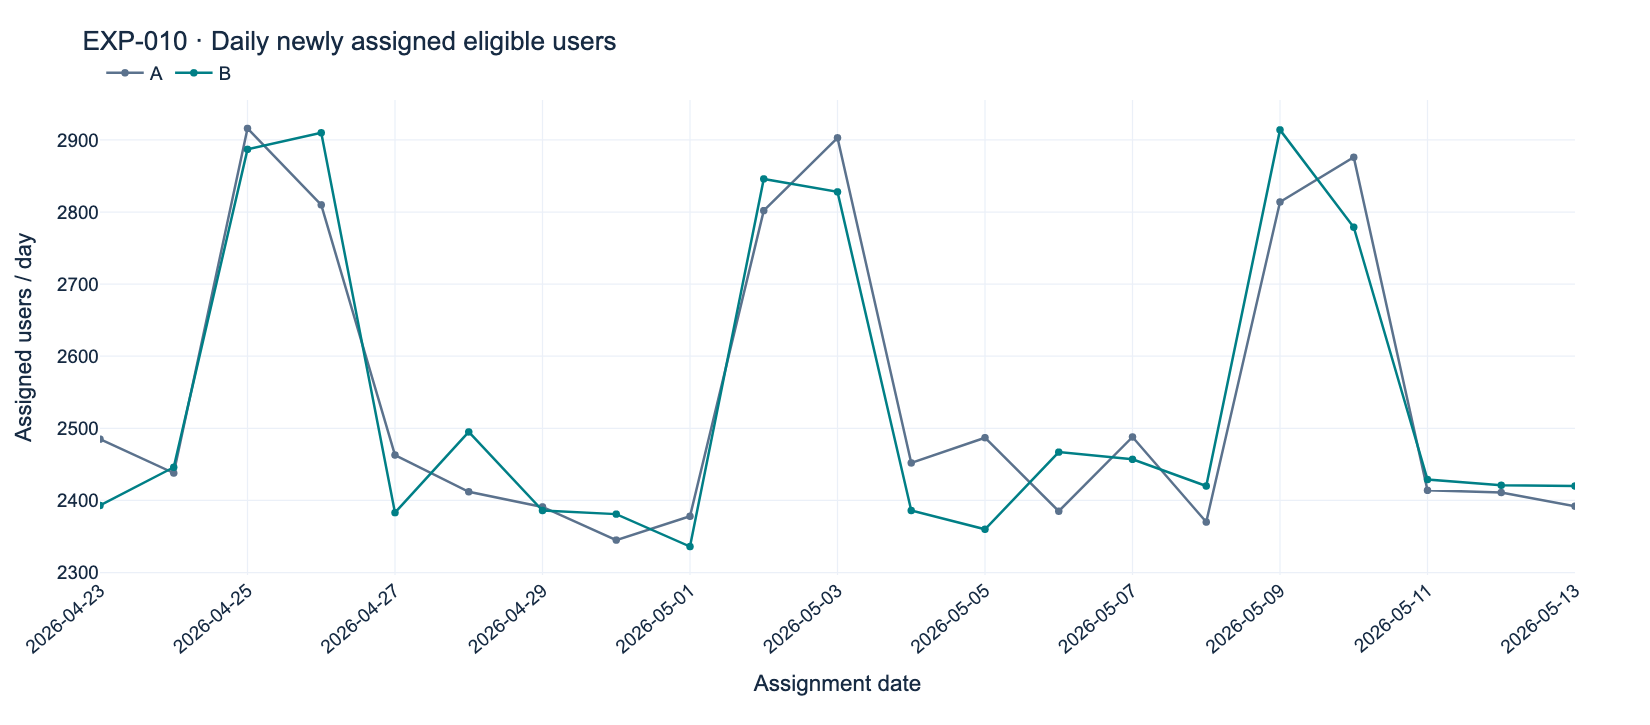 EXP-010 · Daily newly assigned eligible users
A B
2900
2800
2700
2600
2500
2400
2300
Assigned users / day
2026-04-23 2026-04-25 2026-04-27 2026-04-29 2026-05-01 2026-05-03 2026-05-05 2026-05-07 2026-05-09 2026-05-11 2026-05-13
Assignment date